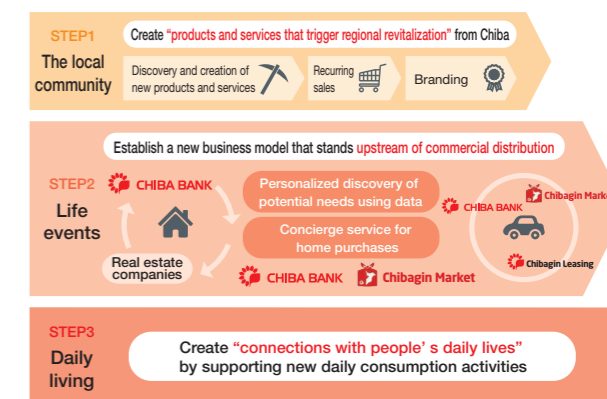 STEP1
The local
community
Create “products and services that trigger regional revitalization” from Chiba
Discovery and creation of
new products and services
Recurring
sales
Branding
STEP2
Life
events
Establish a new business model that stands upstream of commercial distribution
CHIBA BANK
Real estate
companies
Personalized discovery of
potential needs using data
Concierge service for
home purchases
CHIBA BANK
Chibagin Market
CHIBA BANK
Chibagin Mark
Chibagin Leasing
STEP3
Daily
living
Create “connections with people’ s daily lives”
by supporting new daily consumption activities